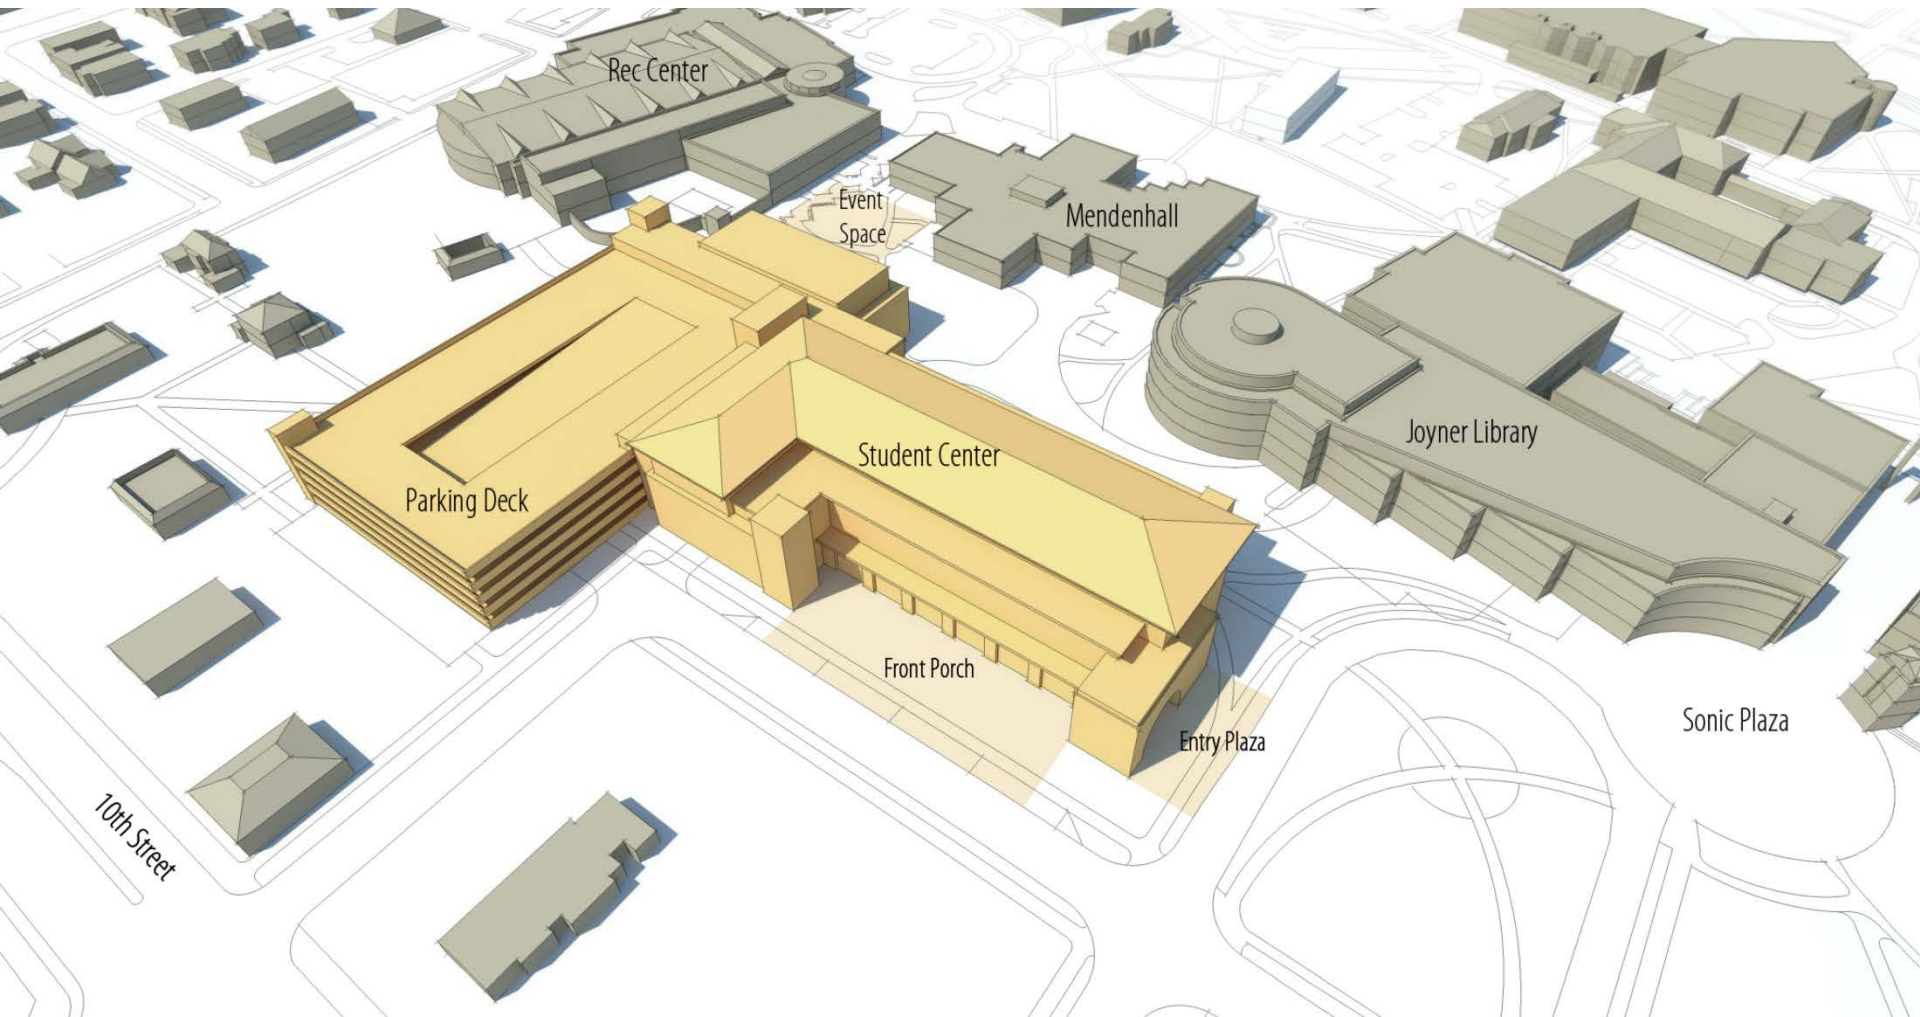 Rec Center
Event
Space
Mendenhall
Joyner Library
Student Center
Parking Deck
Front Porch
Sonic Plaza
Entry Plaza
10th Street